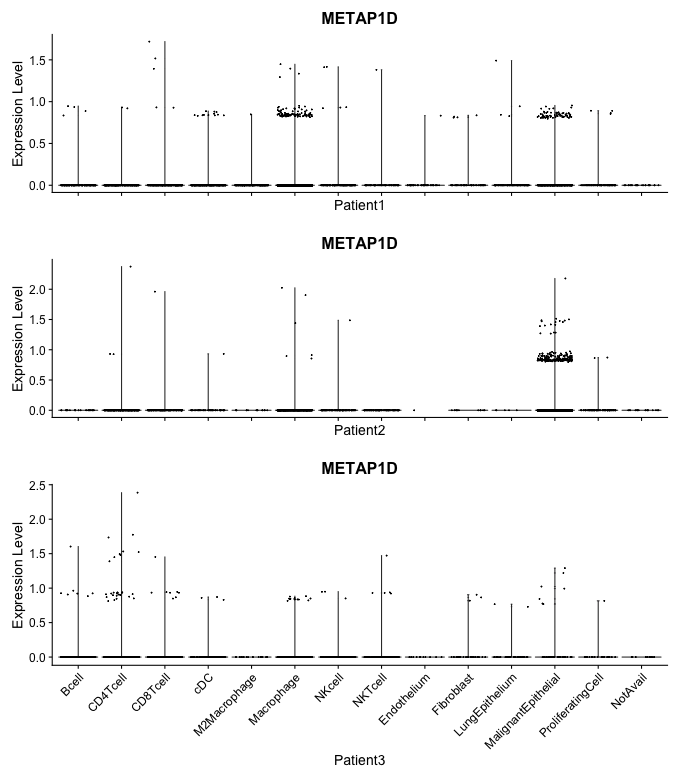 METAP1D
Expression Level
1.5
1.0
0.5
0.0
Patient1
METAP1D
Expression Level
2.0
1.5
1.0
0.5
0.0
Patient2
METAP1D
Expression Level
2.5
2.0
1.5
1.0
0.5
0.0
Bcell
CD4Tcell
CD8Tcell
cDC
M2Macrophage
Macrophage
NKcell
NKTcell
Endothelium
Fibroblast
LungEpithelium
MalignantEpithelial
ProliferatingCell
NotAvail
Patient3